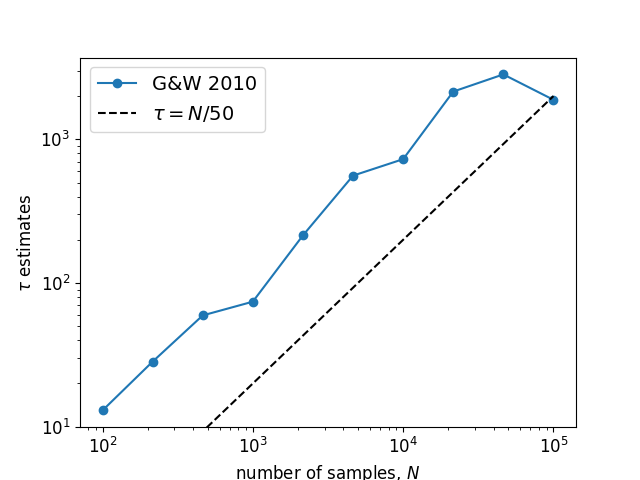 G&W 2010
τ = N/50
10³
10²
10¹
τ estimates
10² 10³ 10⁴ 10⁵
number of samples, N